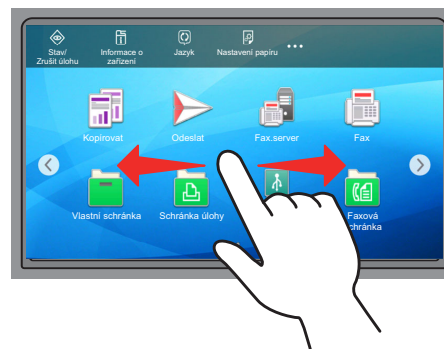 Stav/
Zrušit úlohu
Informace o
zařízení
Jazyk
Nastavení papíru
Kopírovat
Odeslat
Fax.server
Fax
Vlastní schránka
Schránka úlohy
Faxová
schránka